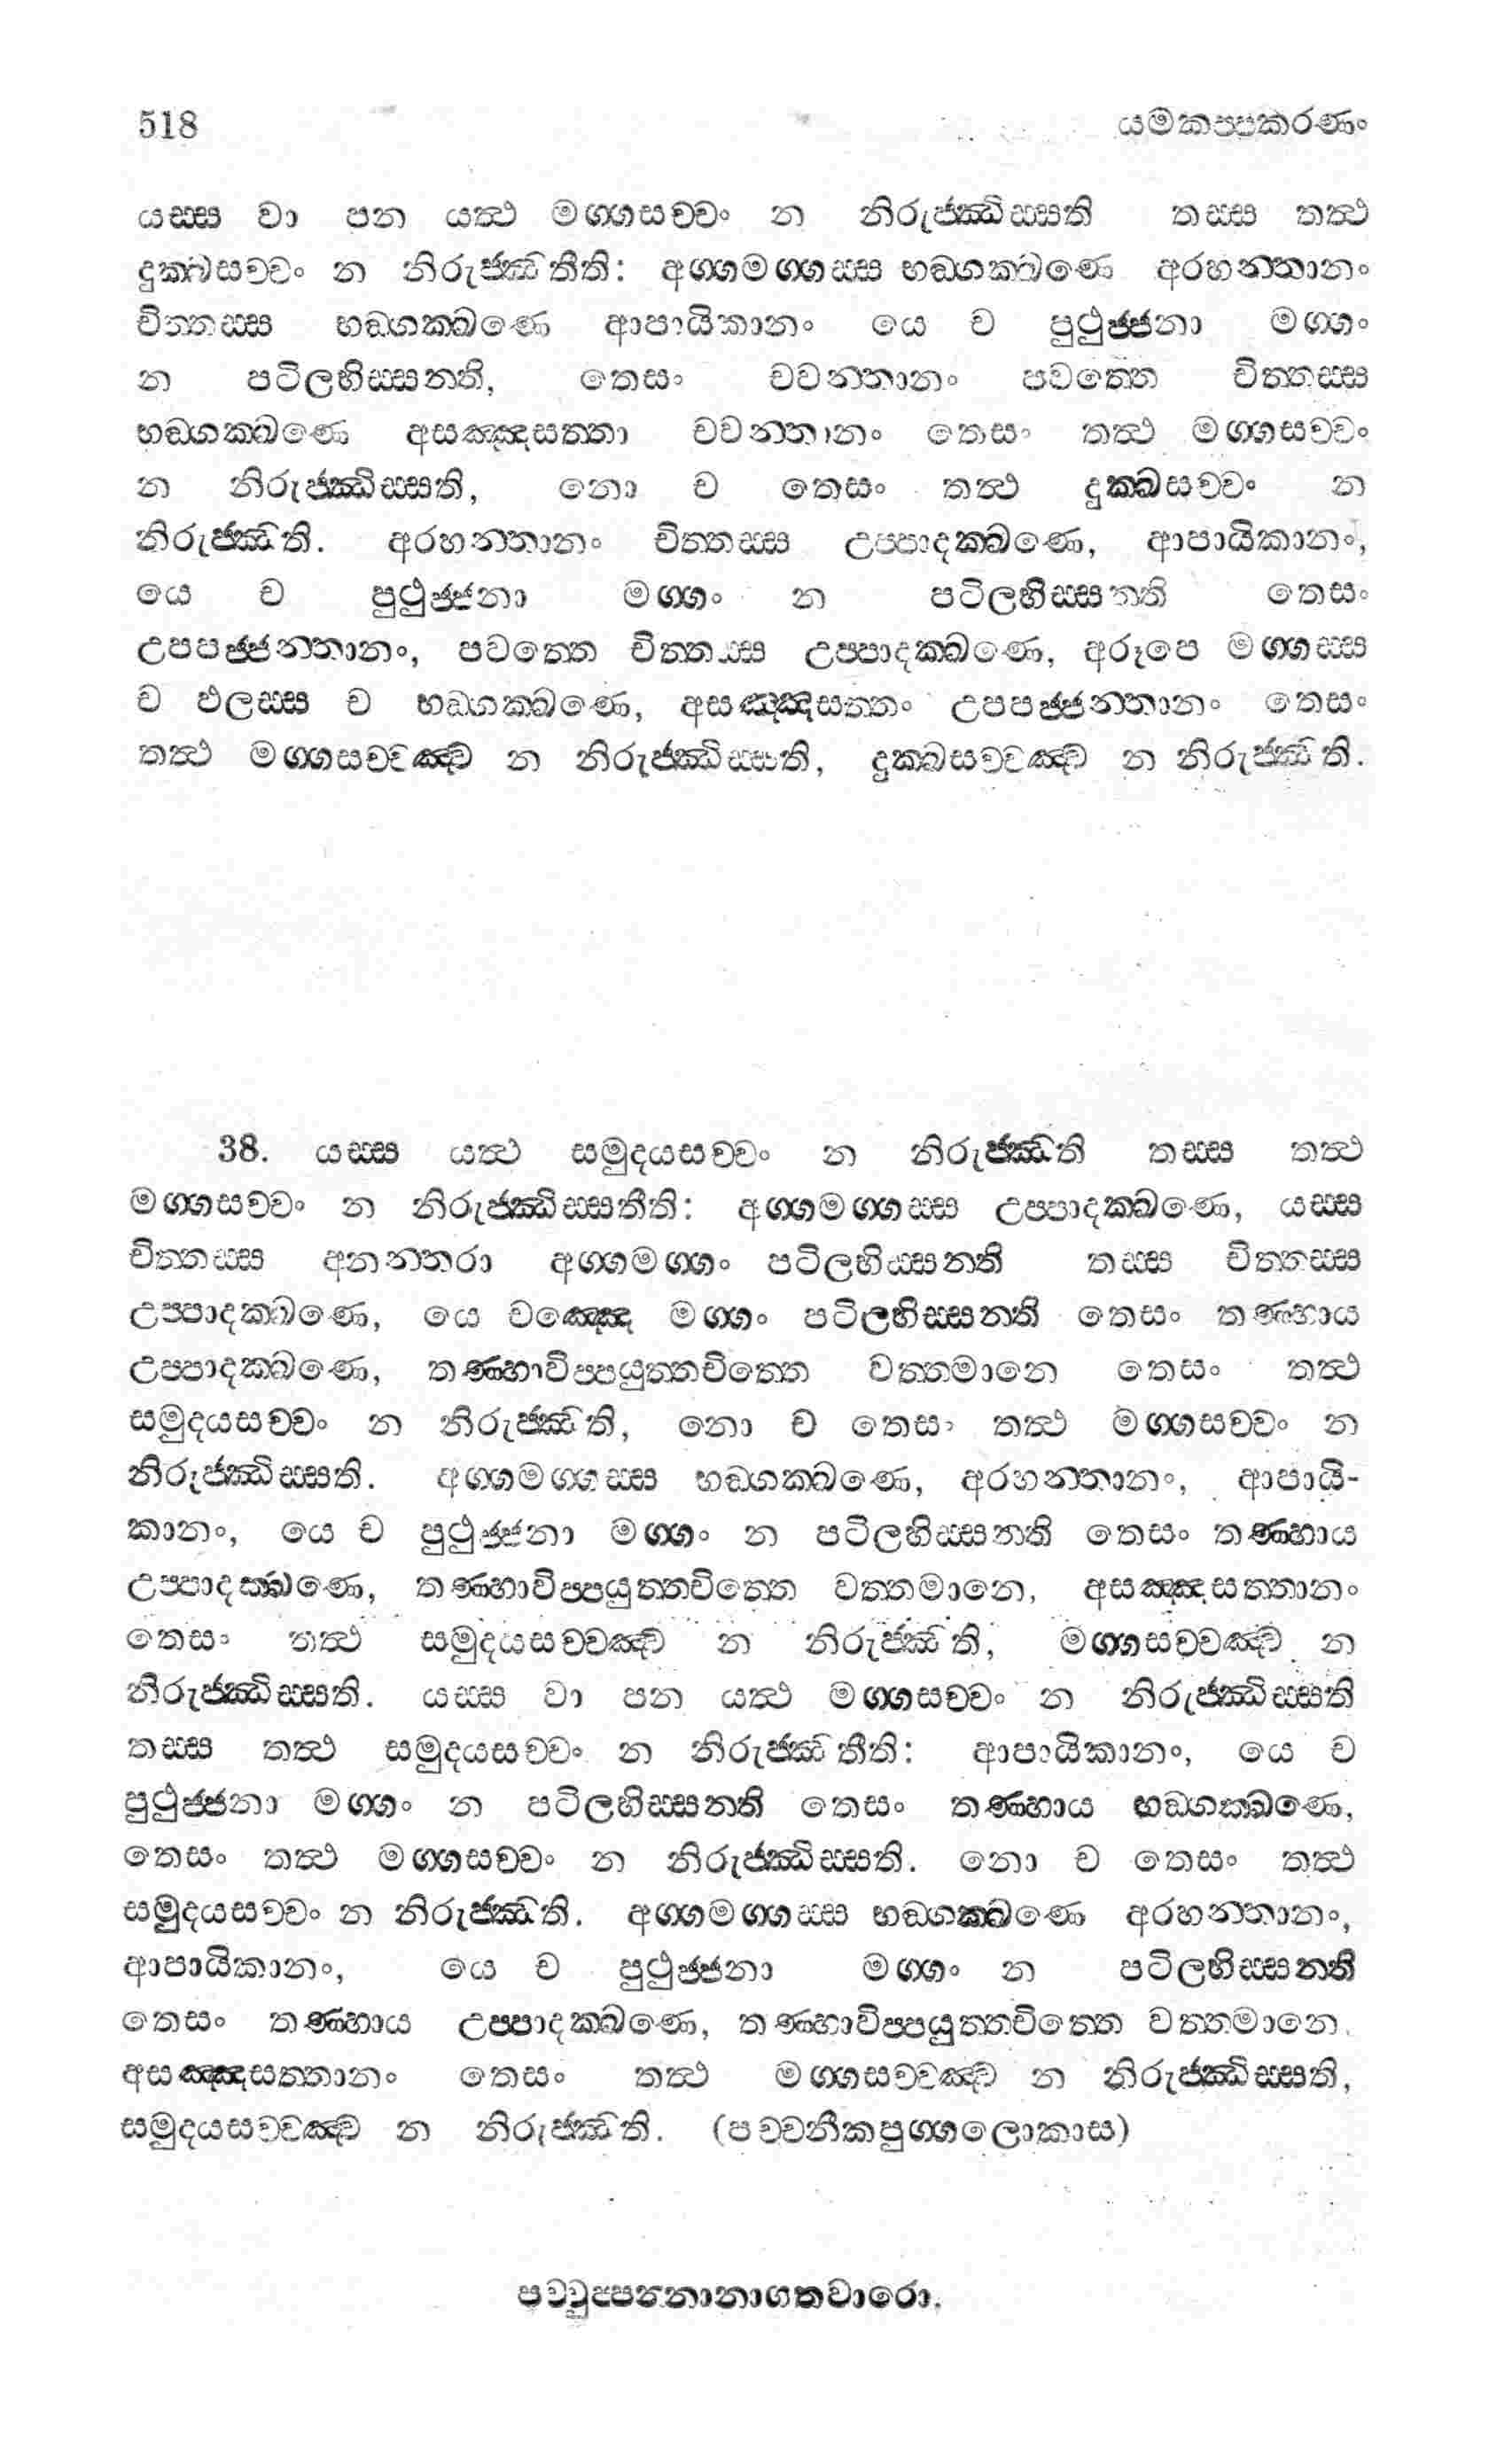 518 යමකප්පකරණං
යස්ස වා පන යත්ථ මග්ගසච්චං න නිරුජ්ඣිස්සති තස්ස තත්ථ
දුක්ඛසච්චං න නිරුජ්ඣතීති: අග්ගමග්ගස්ස භඞ්ගක්ඛණෙ අරහන්තානං
චිත්තස්ස භඞ්ගක්ඛණෙ ආපායිකානං යෙ ච පුථුජ්ජනා මග්ගං
න පටිලභිස්සන්ති, තෙසං චවන්තානං පවත්තෙ චිත්තස්ස
භඞ්ගක්ඛණෙ අසඤ්ඤසත්තා චවන්තානං තෙසං තත්ථ මග්ගසච්චං
න නිරුජ්ඣිස්සති, නො ච තෙසං තත්ථ දුක්ඛසච්චං න
නිරුජ්ඣති. අරහන්තානං චිත්තස්ස උප්පාදක්ඛණෙ, ආපායිකානං,
යෙ ච පුථුජ්ජනා මග්ගං න පටිලභිස්සන්ති තෙසං
උපපජ්ජන්තානං, පවත්තෙ චිත්තස්ස උප්පාදක්ඛණෙ, අරූපෙ මග්ගස්ස
ච ඵලස්ස ච භඞ්ගක්ඛණෙ, අසඤ්ඤසත්තං උපපජ්ජන්තානං තෙසං
තත්ථ මග්ගසච්චඤ්ච න නිරුජ්ඣිස්සති, දුක්ඛසච්චඤ්ච න නිරුජ්ඣති.
38. යස්ස යත්ථ සමුදයසච්චං න නිරුජ්ඣති තස්ස තත්ථ
මග්ගසච්චං න නිරුජ්ඣිස්සතීති: අග්ගමග්ගස්ස උප්පාදක්ඛණෙ, යස්ස
චිත්තස්ස අනන්තරා අග්ගමග්ගං පටිලභිස්සන්ති තස්ස චිත්තස්ස
උප්පාදක්ඛණෙ, යෙ චඤ්ඤෙ මග්ගං පටිලභිස්සන්ති තෙසං තණ්හාය
උප්පාදක්ඛණෙ, තණ්හාවිප්පයුත්තචිත්තෙ වත්තමානෙ තෙසං තත්ථ
සමුදයසච්චං න නිරුජ්ඣති, නො ච තෙසං තත්ථ මග්ගසච්චං න
නිරුජ්ඣිස්සති. අග්ගමග්ගස්ස භඞ්ගක්ඛණෙ, අරහන්තානං, ආපායි-
කානං, යෙ ච පුථුජ්ජනා මග්ගං න පටිලභිස්සන්ති තෙසං තණ්හාය
උප්පාදක්ඛණෙ, තණ්හාවිප්පයුත්තචිත්තෙ වත්තමානෙ, අසඤ්ඤසත්තානං
තෙසං තත්ථ සමුදයසච්චඤ්ච න නිරුජ්ඣති, මග්ගසච්චඤ්ච න
නිරුජ්ඣිස්සති. යස්ස වා පන යත්ථ මග්ගසච්චං න නිරුජ්ඣිස්සති
තස්ස තත්ථ සමුදයසච්චං න නිරුජ්ඣතීති: ආපායිකානං, යෙ ච
පුථුජ්ජනා මග්ගං න පටිලභිස්සන්ති තෙසං තණ්හාය භඞ්ගක්ඛණෙ,
තෙසං තත්ථ මග්ගසච්චං න නිරුජ්ඣිස්සති. නො ච තෙසං තත්ථ
සමුදයසච්චං න නිරුජ්ඣති. අග්ගමග්ගස්ස භඞ්ගක්ඛණෙ අරහන්තානං,
ආපායිකානං, යෙ ච පුථුජ්ජනා මග්ගං න පටිලභිස්සන්ති
තෙසං තණ්හාය උප්පාදක්ඛණෙ, තණ්හාවිප්පයුත්තචිත්තෙ වත්තමානෙ,
අසඤ්ඤසත්තානං තෙසං තත්ථ මග්ගසච්චඤ්ච න නිරුජ්ඣිස්සති,
සමුදයසච්චඤ්ච න නිරුජ්ඣති. (පච්චනීකපුග්ගලොකාස)
පච්චුප්පන්නානාගතවාරො.